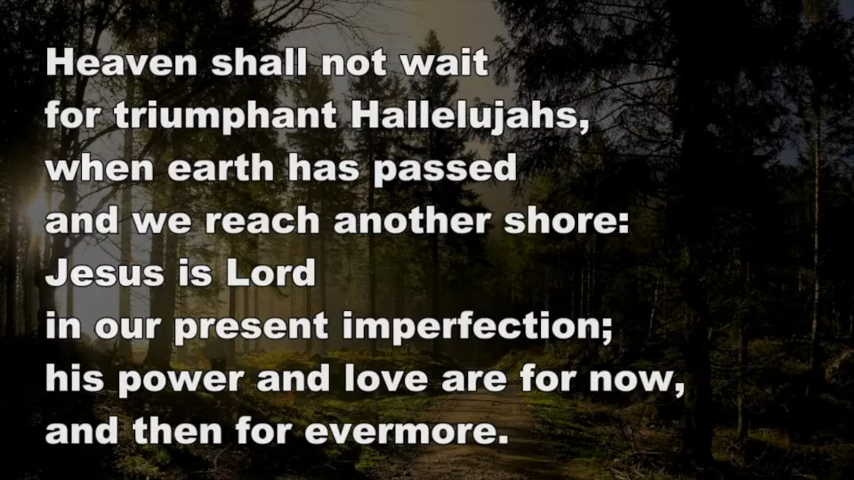 Heaven shall not wait
for triumphant Hallelujahs,
when earth has passed
and we reach another shore:
Jesus is Lord
in our present imperfection;
his power and love are for now,
and then for evermore.